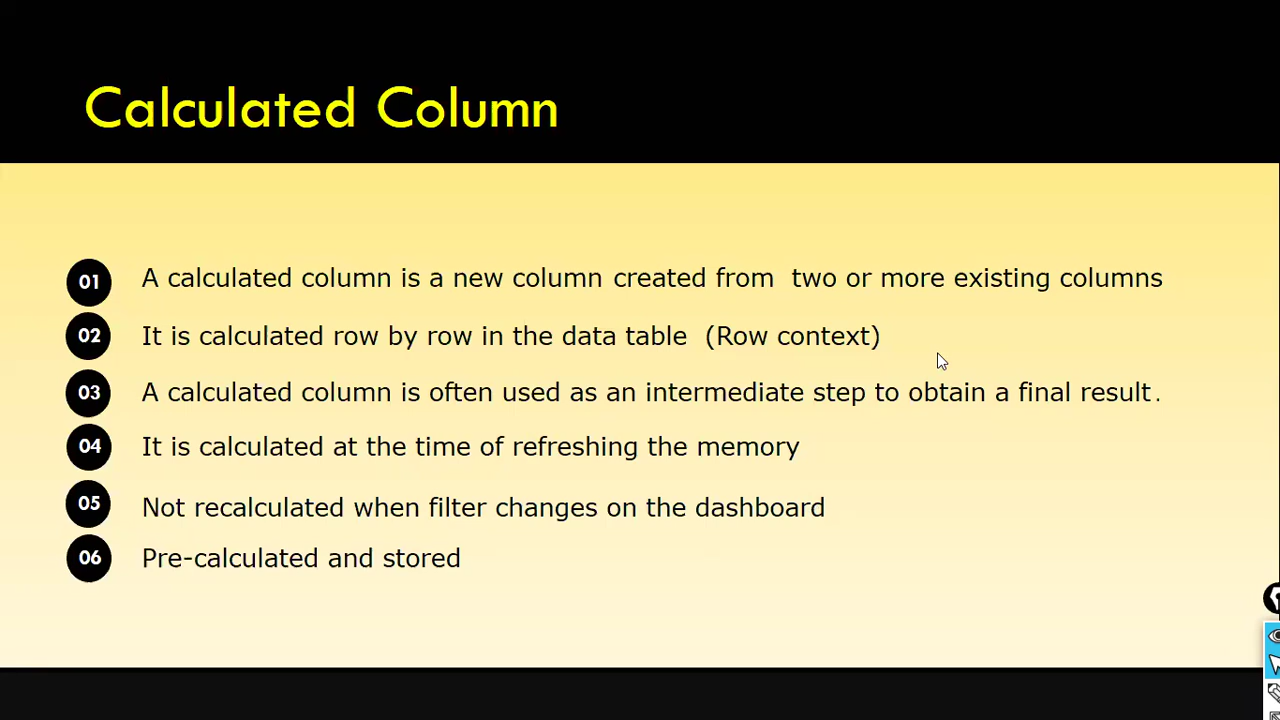 Calculated Column
01 A calculated column is a new column created from two or more existing columns
02 It is calculated row by row in the data table (Row context)
03 A calculated column is often used as an intermediate step to obtain a final result.
04 It is calculated at the time of refreshing the memory
05 Not recalculated when filter changes on the dashboard
06 Pre-calculated and stored